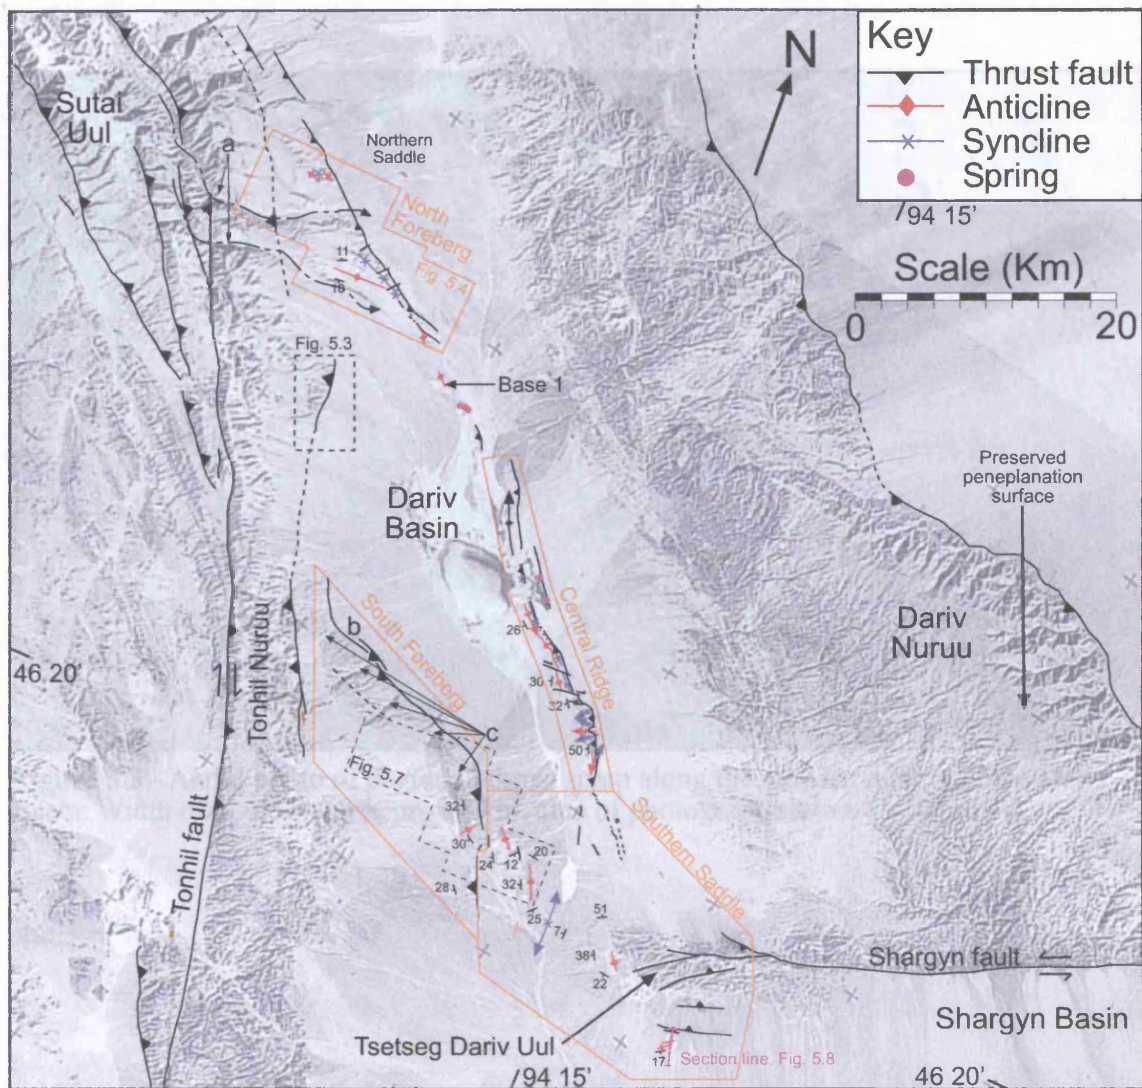 Key
Thrust fault
Anticline
Syncline
Spring
94 15'
Scale (Km)
0
20
N
Sutai
Uul
a
Northern
Saddle
North
Foreberg
Fig. 5.4
11
16
Fig. 5.3
Base 1
Dariv
Basin
Preserved
peneplanation
surface
Dariv
Nuruu
South Foreberg
Central Ridge
b
26
30
32
50
46 20'
Tonhil Nuruu
Tonhil fault
c
Fig. 5.7
32
30
24
12
20
32
28
25
7
51
38
22
Southern Saddle
Shargyn fault
Shargyn Basin
Tsetseg Dariv Uul
17
Section line. Fig. 5.8
94 15'
46 20'